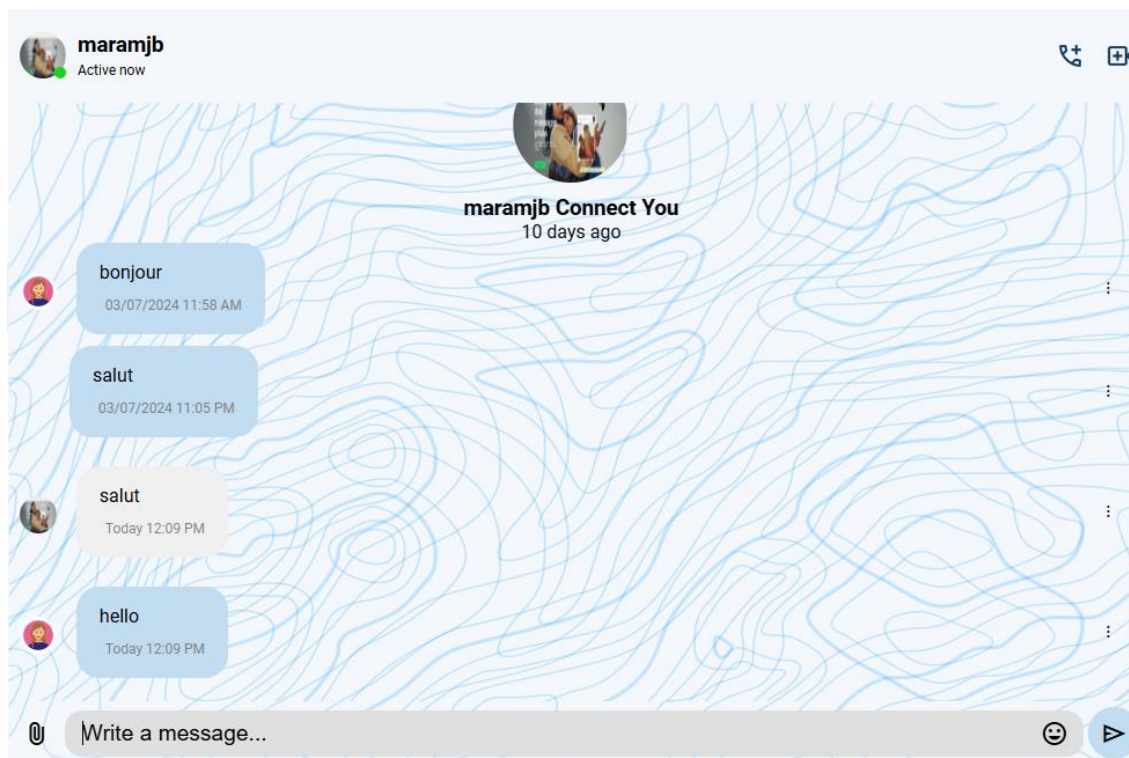 maramjb
Active now
maramjb Connect You
10 days ago
bonjour
03/07/2024 11:58 AM
salut
03/07/2024 11:05 PM
salut
Today 12:09 PM
hello
Today 12:09 PM
Write a message...